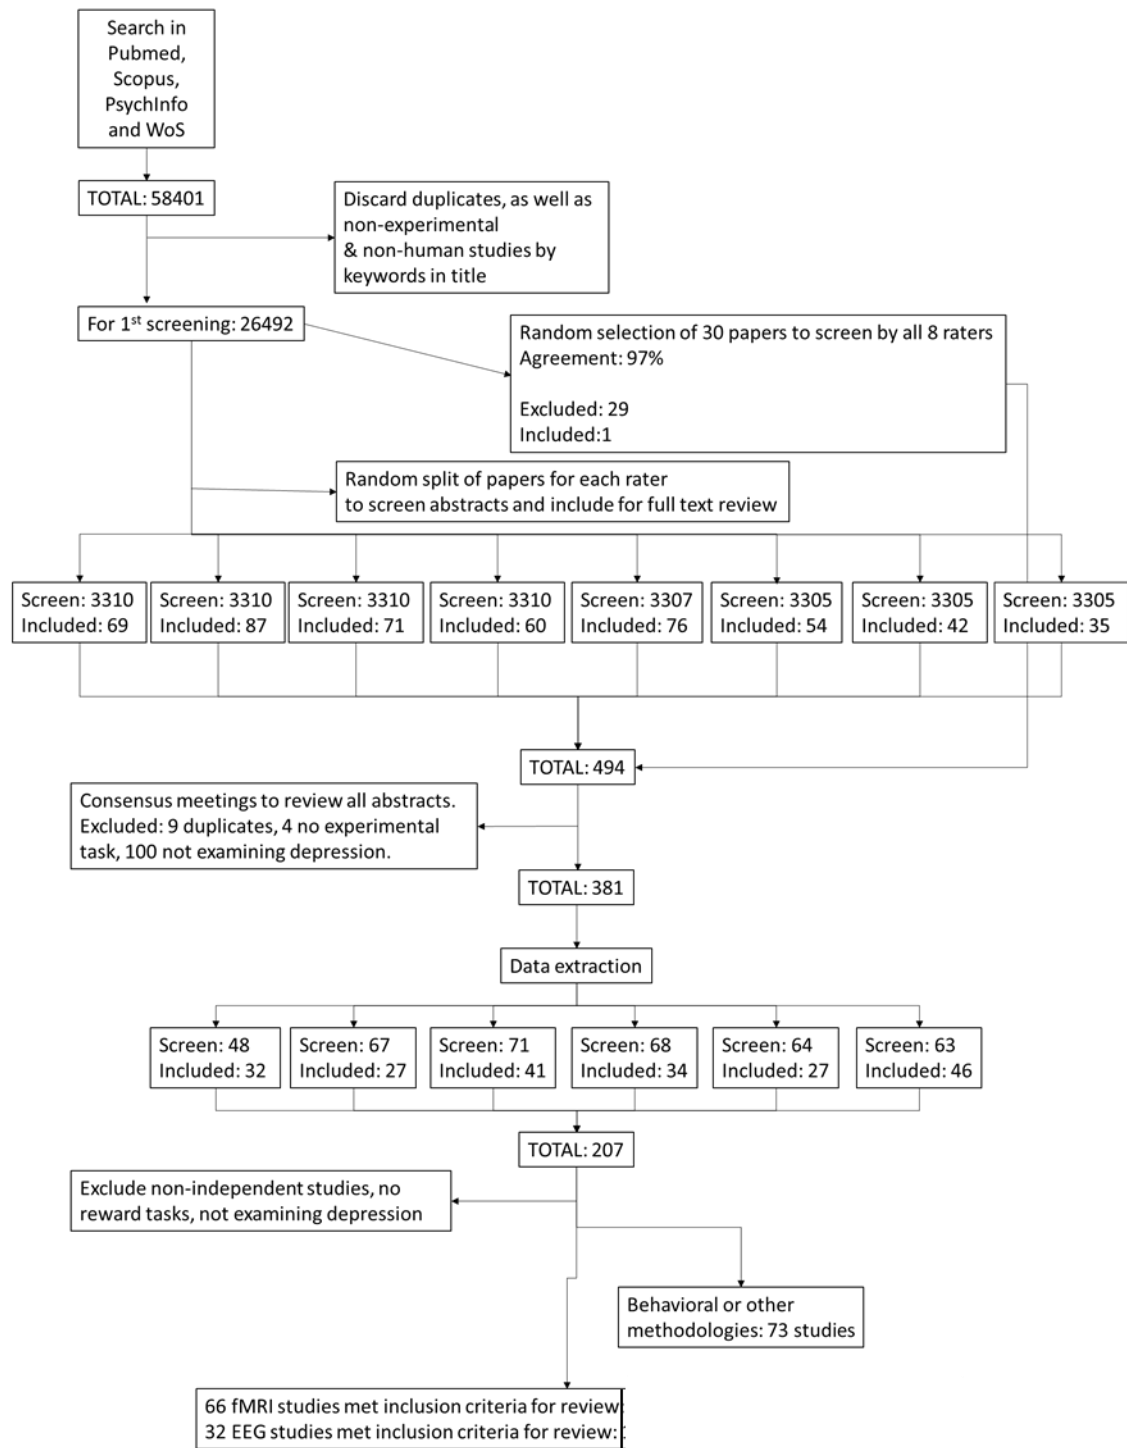 Search in
Pubmed,
Scopus,
PsychInfo
and WoS
TOTAL: 58401
Discard duplicates, as well as
non-experimental
& non-human studies by
keywords in title
For 1st screening: 26492
Random selection of 30 papers to screen by all 8 raters
Agreement: 97%
Excluded: 29
Included:1
Random split of papers for each rater
to screen abstracts and include for full text review
Screen: 3310
Included: 69
Screen: 3310
Included: 87
Screen: 3310
Included: 71
Screen: 3310
Included: 60
Screen: 3307
Included: 76
Screen: 3305
Included: 54
Screen: 3305
Included: 42
Screen: 3305
Included: 35
TOTAL: 494
Consensus meetings to review all abstracts.
Excluded: 9 duplicates, 4 no experimental
task, 100 not examining depression.
TOTAL: 381
Data extraction
Screen: 48
Included: 32
Screen: 67
Included: 27
Screen: 71
Included: 41
Screen: 68
Included: 34
Screen: 64
Included: 27
Screen: 63
Included: 46
TOTAL: 207
Exclude non-independent studies, no
reward tasks, not examining depression
Behavioral or other
methodologies: 73 studies
66 fMRI studies met inclusion criteria for review:
32 EEG studies met inclusion criteria for review: